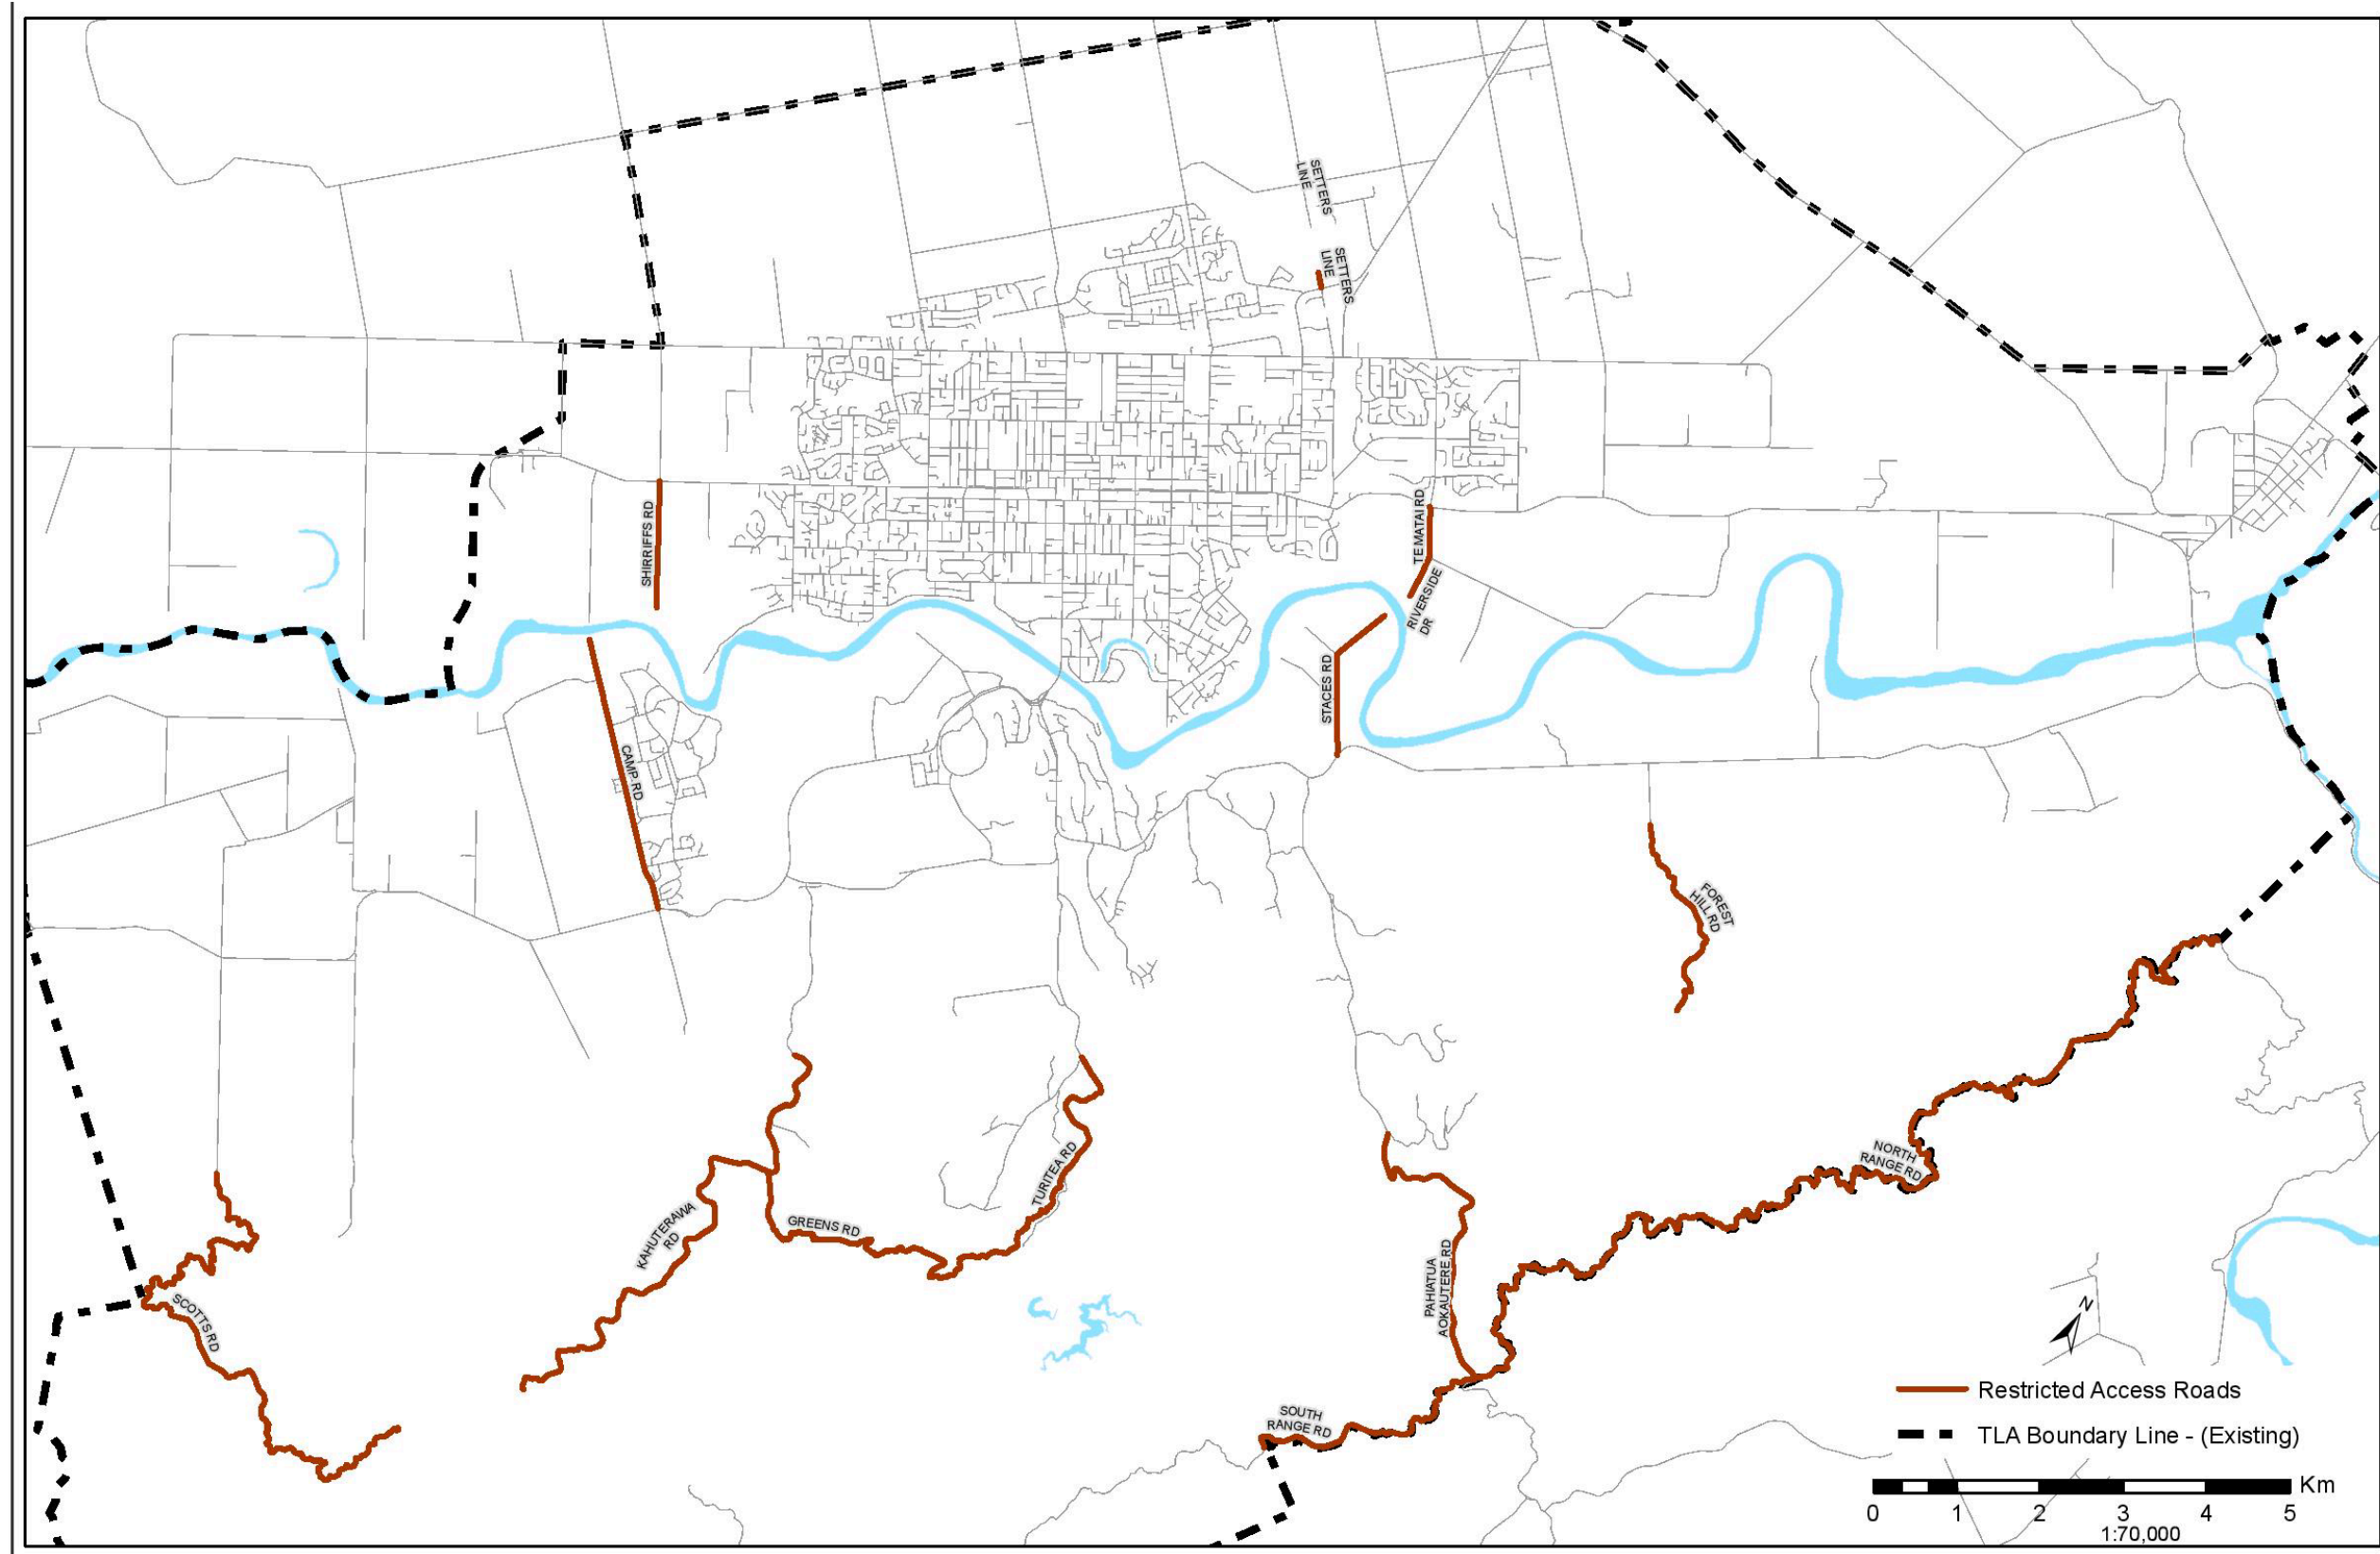 SETTERS
LINE
SETTERS
LINE
SHIRRIFFS RD
TE MATAI RD
RIVERSIDE
DR
STACES RD
CAMP RD
FOREST
HILL RD
NORTH
RANGE RD
TURITEA RD
KAHUTERAWA
RD
GREENS RD
PAHIATUA
AOKAUTERE RD
SCOTTS RD
SOUTH
RANGE RD
N
Restricted Access Roads
TLA Boundary Line - (Existing)
Km
0 1 2 3 4 5
1:70,000